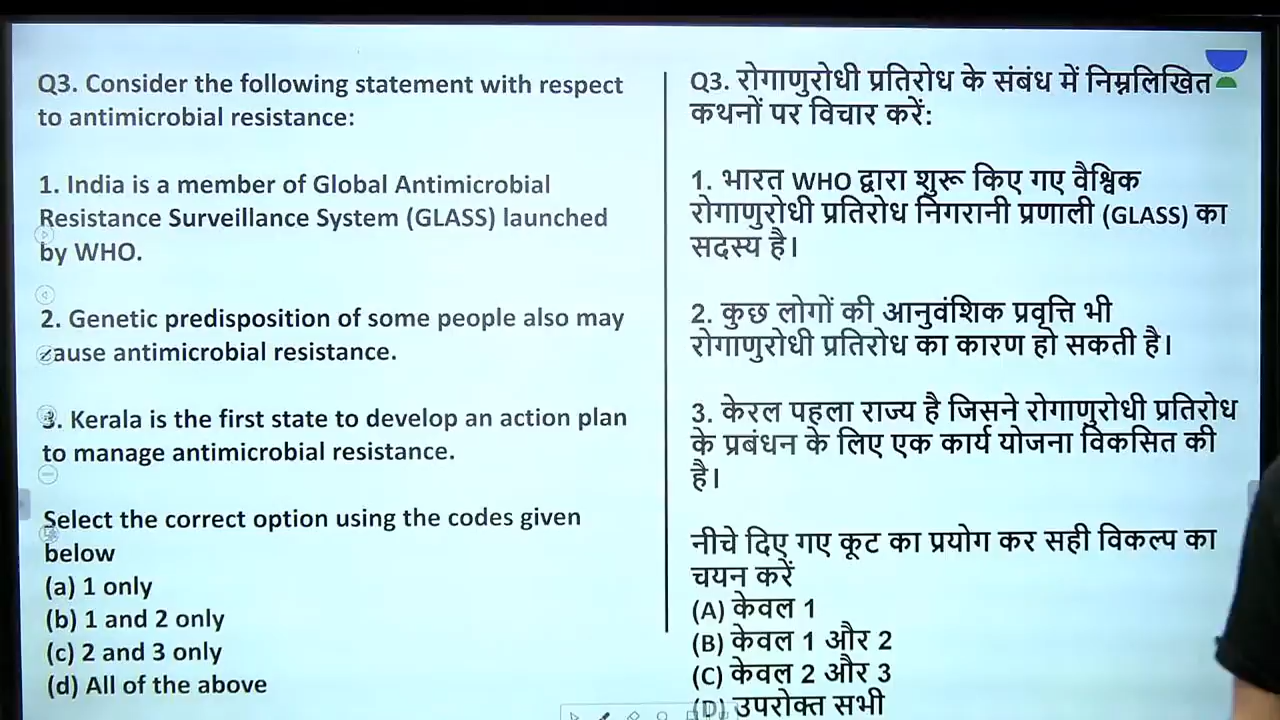 Q3. Consider the following statement with respect
to antimicrobial resistance:
1. India is a member of Global Antimicrobial
Resistance Surveillance System (GLASS) launched
by WHO.
2. Genetic predisposition of some people also may
cause antimicrobial resistance.
3. Kerala is the first state to develop an action plan
to manage antimicrobial resistance.
Select the correct option using the codes given
below
(a) 1 only
(b) 1 and 2 only
(c) 2 and 3 only
(d) All of the above
Q3. रोगाणुरोधी प्रतिरोध के संबंध में निम्नलिखित
कथनों पर विचार करें:
1. भारत WHO द्वारा शुरू किए गए वैश्विक
रोगाणुरोधी प्रतिरोध निगरानी प्रणाली (GLASS) का
सदस्य है।
2. कुछ लोगों की आनुवंशिक प्रवृत्ति भी
रोगाणुरोधी प्रतिरोध का कारण हो सकती है।
3. केरल पहला राज्य है जिसने रोगाणुरोधी प्रतिरोध
के प्रबंधन के लिए एक कार्य योजना विकसित की
है।
नीचे दिए गए कूट का प्रयोग कर सही विकल्प का
चयन करें
(A) केवल 1
(B) केवल 1 और 2
(C) केवल 2 और 3
(D) उपरोक्त सभी